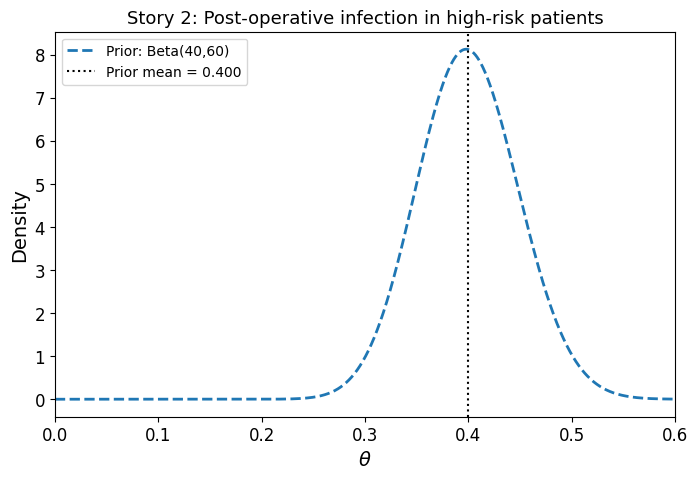 Story 2: Post-operative infection in high-risk patients
Prior: Beta(40,60)
Prior mean = 0.400
Density
8
7
6
5
4
3
2
1
0
0.0 0.1 0.2 0.3 0.4 0.5 0.6
θ